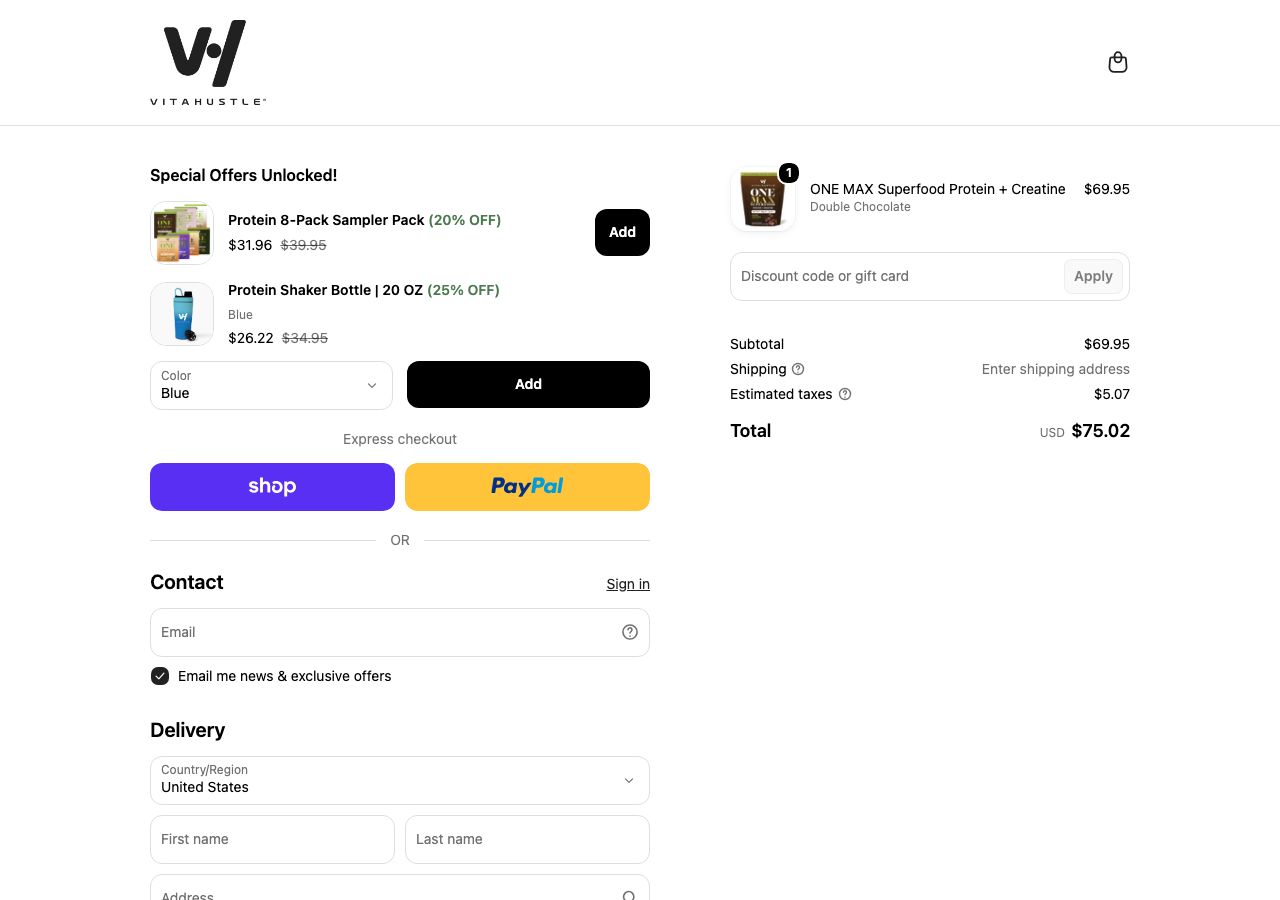 VITAHUSTLE
Special Offers Unlocked!
Protein 8-Pack Sampler Pack (20% OFF)
$31.96 $39.95
Add
Protein Shaker Bottle | 20 OZ (25% OFF)
Blue
$26.22 $34.95
Color
Blue
Add
Express checkout
shop
PayPal
OR
Contact
Sign in
Email
Email me news & exclusive offers
Delivery
Country/Region
United States
First name
Last name
Address
1
ONE
MAX
ONE MAX Superfood Protein + Creatine $69.95
Double Chocolate
Discount code or gift card
Apply
Subtotal $69.95
Shipping Enter shipping address
Estimated taxes $5.07
Total USD $75.02